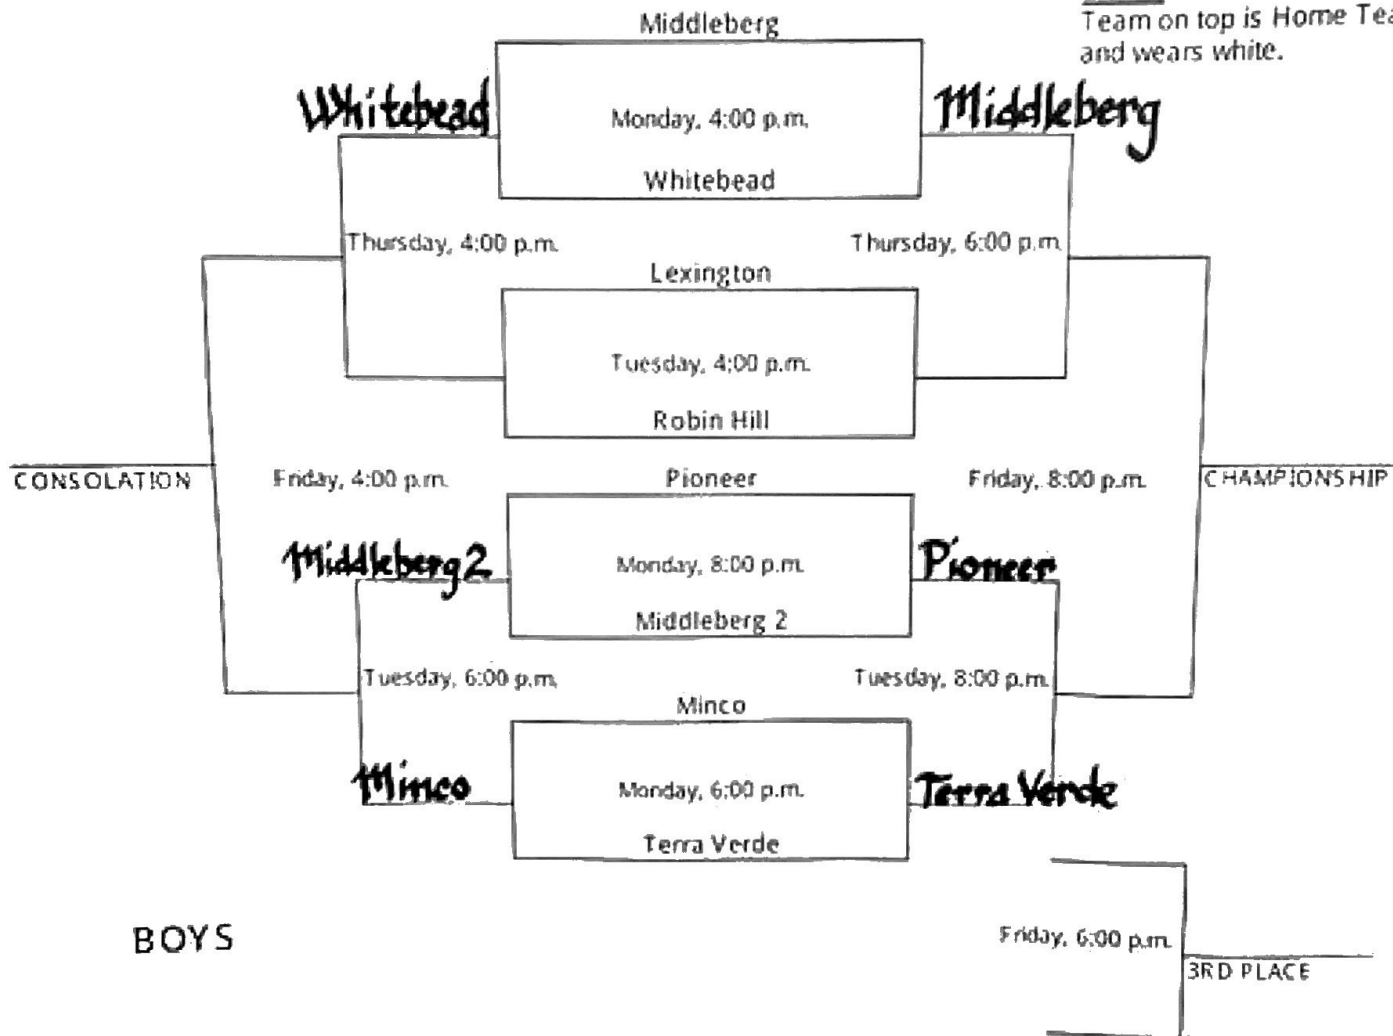 Team on top is Home Tea
and wears white.
Middleberg
Whitebead
Monday, 4:00 p.m.
Middleberg
Whitebead
Thursday, 4:00 p.m.
Thursday, 6:00 p.m.
Lexington
Tuesday, 4:00 p.m.
Robin Hill
CONSOLATION
Friday, 4:00 p.m.
Pioneer
Friday, 8:00 p.m.
CHAMPIONSHIP
Middleberg 2
Monday, 8:00 p.m.
Pioneer
Middleberg 2
Tuesday, 6:00 p.m.
Tuesday, 8:00 p.m.
Minco
Minco
Monday, 6:00 p.m.
Terra Verde
Terra Verde
BOYS
Friday, 6:00 p.m.
3RD PLACE